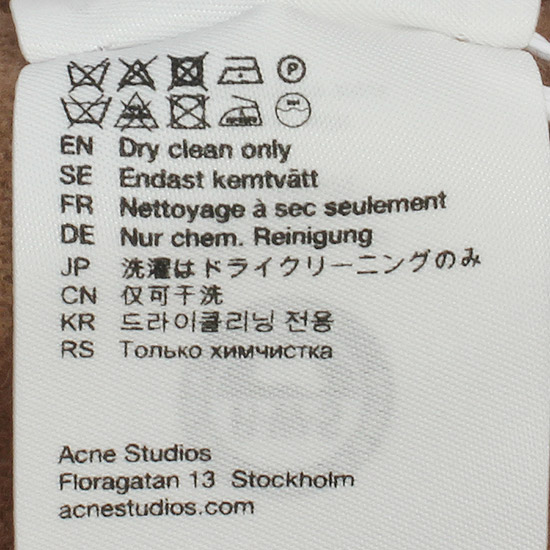 P
EN Dry clean only
SE Endast kemtvätt
FR Nettoyage à sec seulement
DE Nur chem. Reinigung
JP 洗濯はドライクリーニングのみ
CN 仅可干洗
KR 드라이클리닝 전용
RS Только химчистка
Acne Studios
Floragatan 13 Stockholm
acnestudios.com